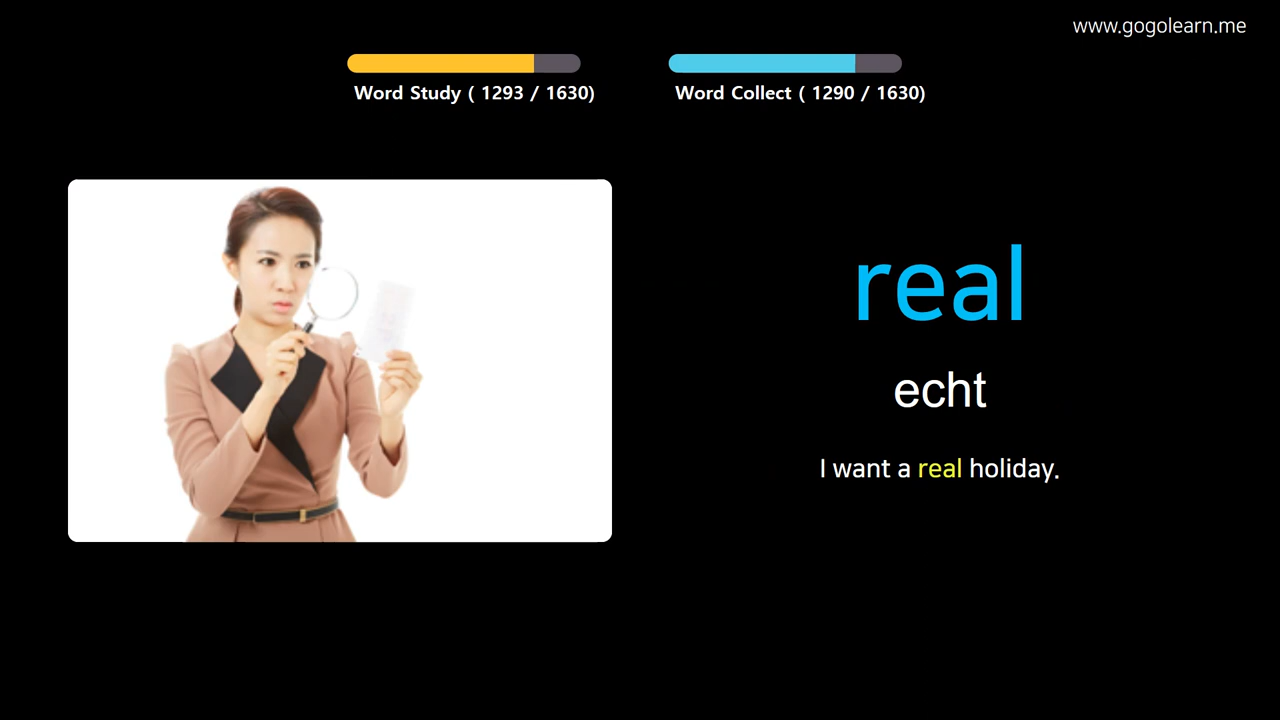 www.gogolearn.me
Word Study ( 1293 / 1630)
Word Collect ( 1290 / 1630)
real
echt
I want a real holiday.